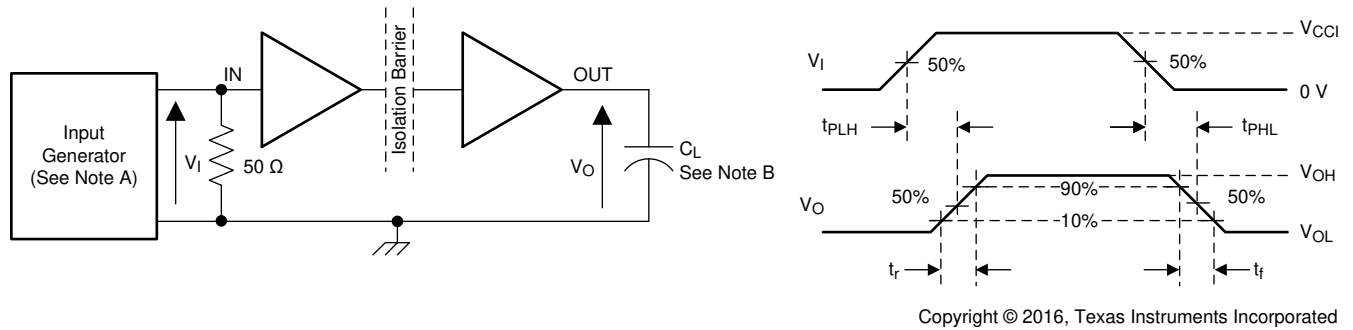 Input
Generator
(See Note A)
V_I
IN
50 Ω
Isolation Barrier
OUT
V_O
C_L
See Note B
V_I
50%
50%
V_CCI
0 V
t_PLH
t_PHL
V_O
50%
90%
10%
50%
V_OH
V_OL
t_r
t_f
Copyright © 2016, Texas Instruments Incorporated